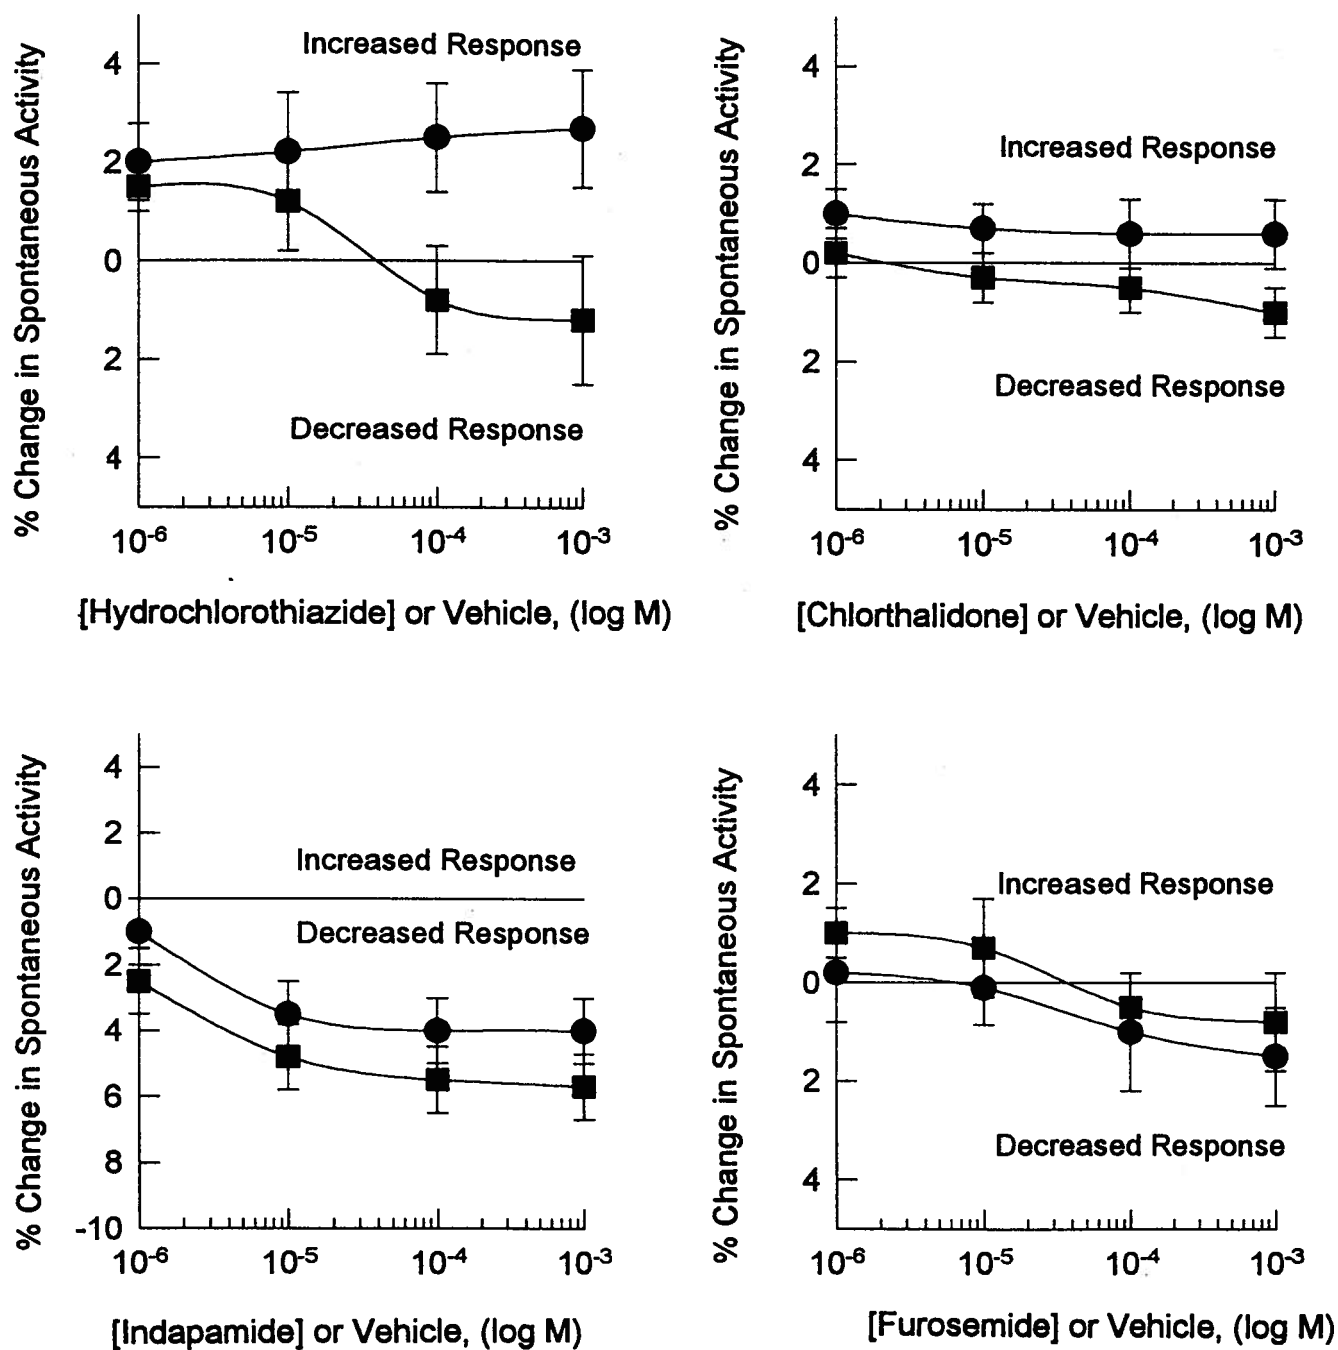 % Change in Spontaneous Activity
4
2
0
2
4
Increased Response
Decreased Response
10-6
10-5
10-4
10-3
[Hydrochlorothiazide] or Vehicle, (log M)
% Change in Spontaneous Activity
4
2
0
2
4
Increased Response
Decreased Response
10-6
10-5
10-4
10-3
[Chlorthalidone] or Vehicle, (log M)
% Change in Spontaneous Activity
4
2
0
2
4
6
8
-10
Increased Response
Decreased Response
10-6
10-5
10-4
10-3
[Indapamide] or Vehicle, (log M)
% Change in Spontaneous Activity
4
2
0
2
4
Increased Response
Decreased Response
10-6
10-5
10-4
10-3
[Furosemide] or Vehicle, (log M)